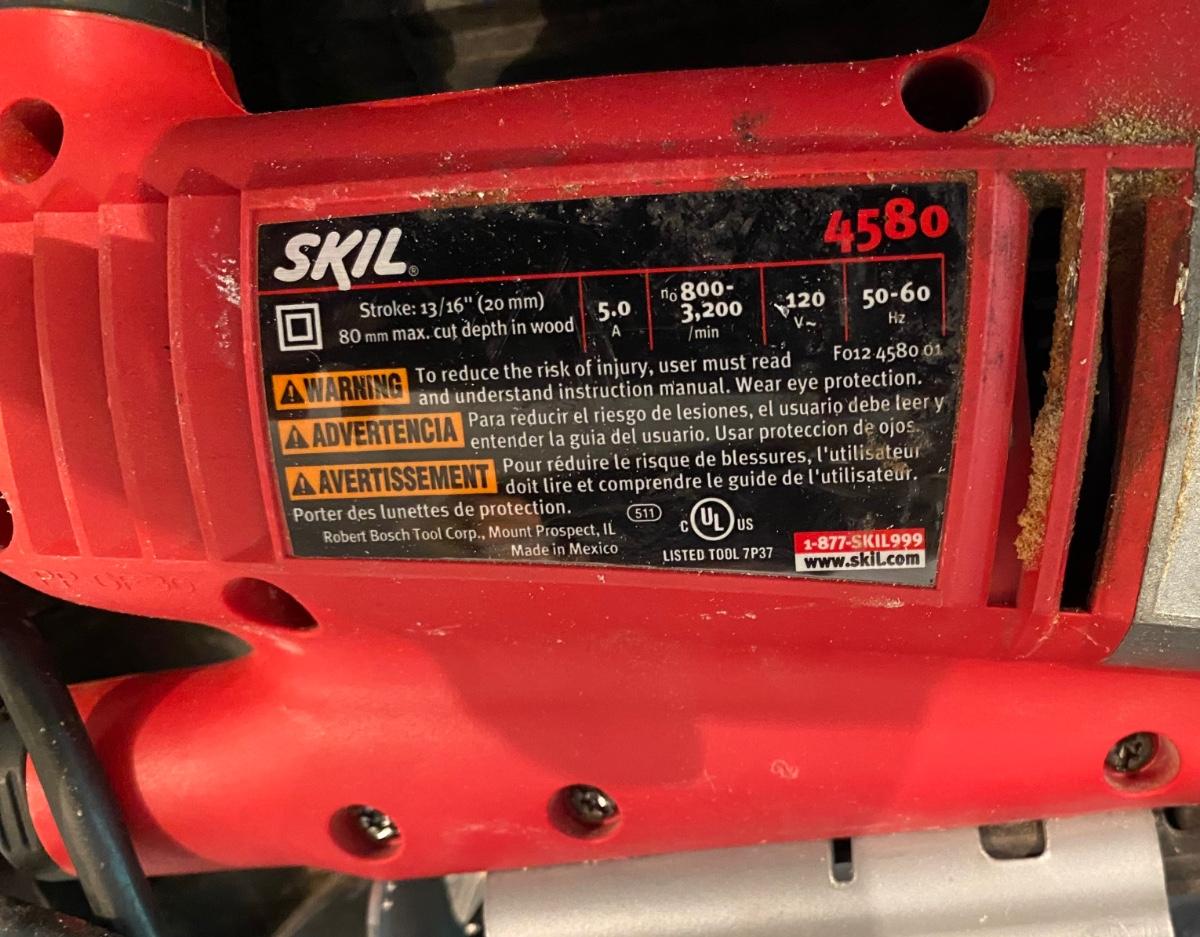 SKIL®
4580
Stroke: 13/16" (20 mm)
80 mm max. cut depth in wood
5.0
A
n₀ 800-
3,200
/min
120
V~
50-60
Hz
F012 4580 01
WARNING To reduce the risk of injury, user must read
and understand instruction manual. Wear eye protection.
ADVERTENCIA Para reducir el riesgo de lesiones, el usuario debe leer y
entender la guia del usuario. Usar proteccion de ojos.
AVERTISSEMENT Pour réduire le risque de blessures, l'utilisateur
doit lire et comprendre le guide de l'utilisateur.
Porter des lunettes de protection.
511
Robert Bosch Tool Corp., Mount Prospect, IL
Made in Mexico
C UL US
LISTED TOOL 7P37
1-877-SKIL999
www.skil.com